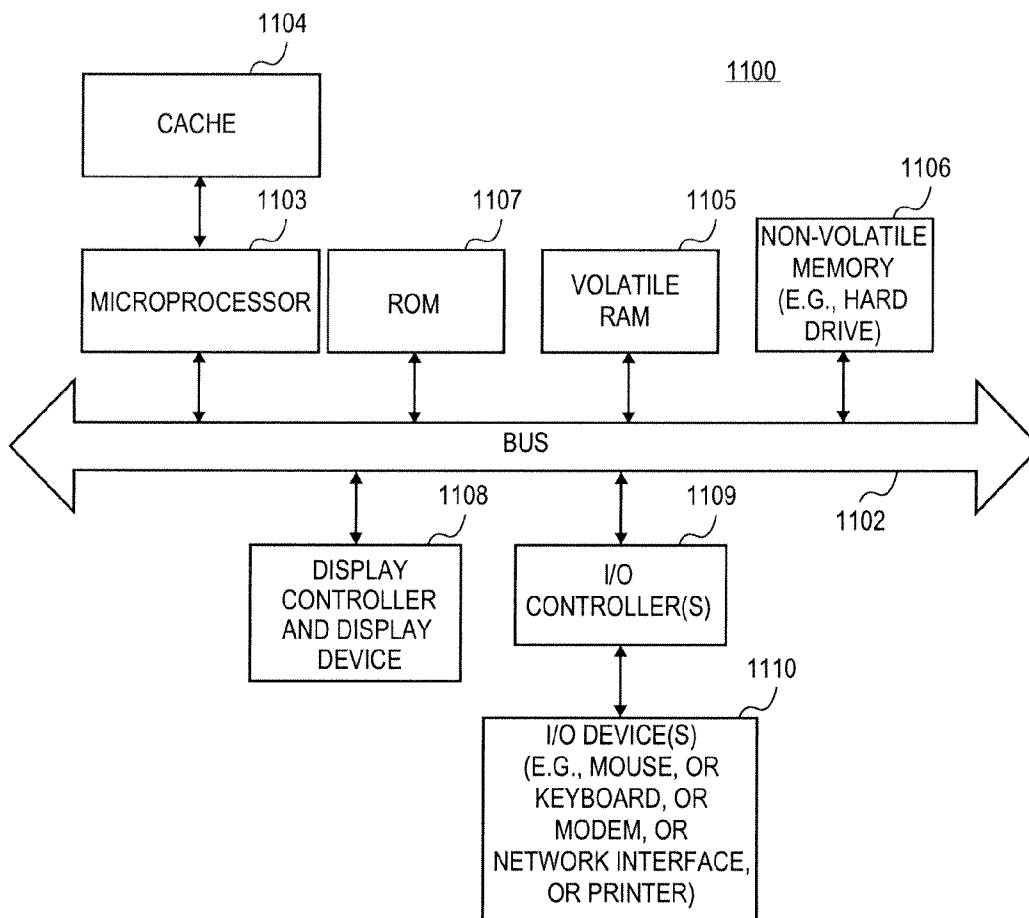 1104
1100
CACHE
1103
1107
1105
1106
MICROPROCESSOR
ROM
VOLATILE
RAM
NON-VOLATILE
MEMORY
(E.G., HARD
DRIVE)
BUS
1102
1108
1109
DISPLAY
CONTROLLER
AND DISPLAY
DEVICE
I/O
CONTROLLER(S)
1110
I/O DEVICE(S)
(E.G., MOUSE, OR
KEYBOARD, OR
MODEM, OR
NETWORK INTERFACE,
OR PRINTER)